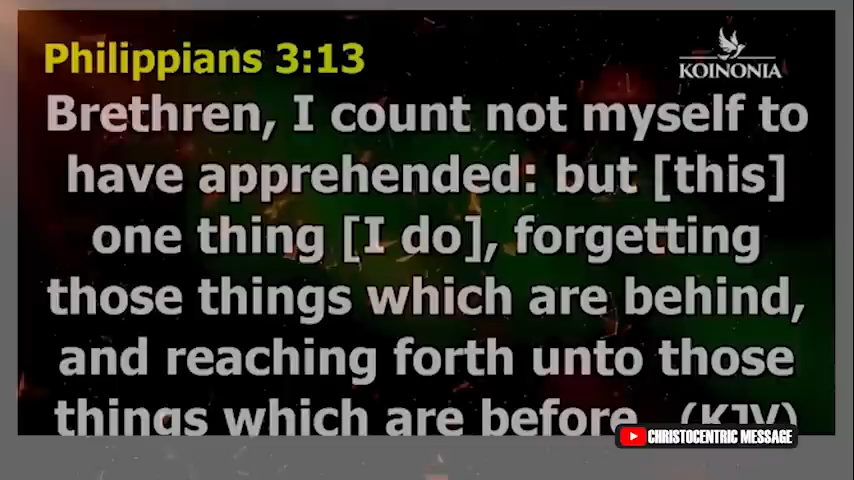 Philippians 3:13
KOINONIA
Brethren, I count not myself to
have apprehended: but [this]
one thing [I do], forgetting
those things which are behind,
and reaching forth unto those
things which are before, (KJV)
CHRISTOCENTRIC MESSAGE